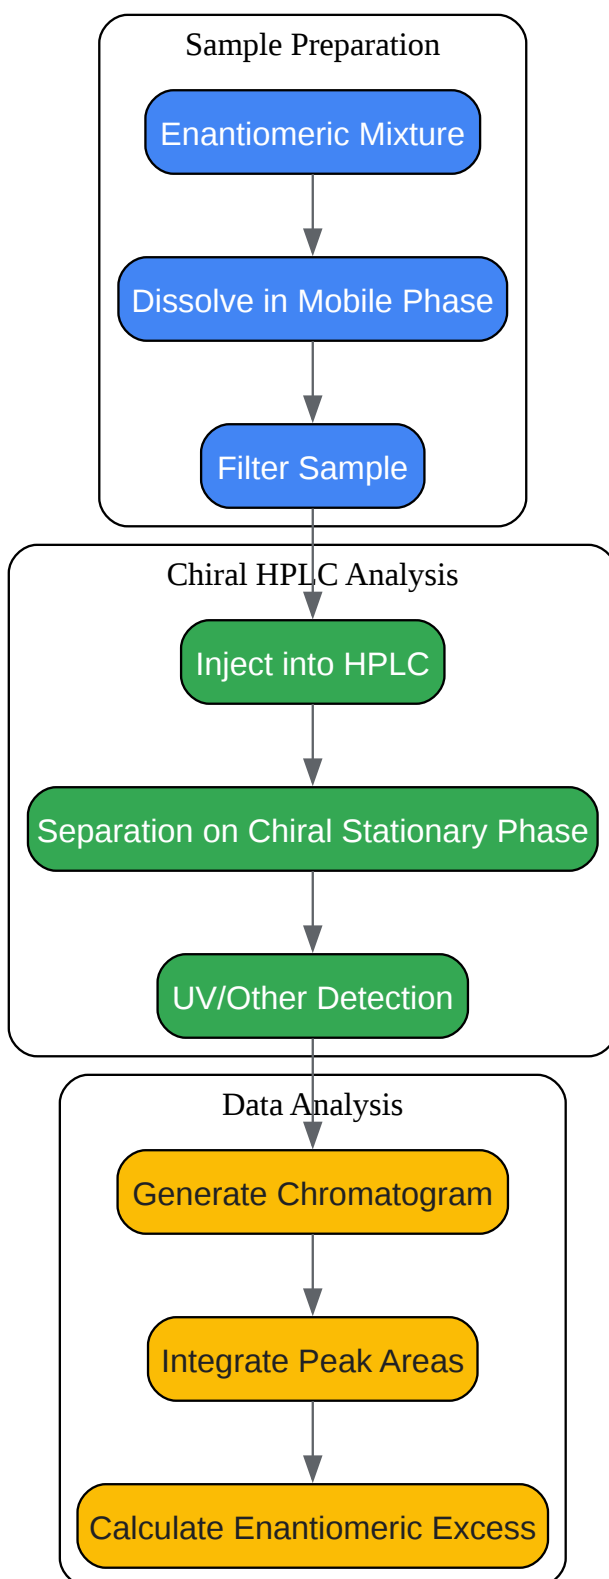 Sample Preparation
Enantiomeric Mixture
Dissolve in Mobile Phase
Filter Sample
Chiral HPLC Analysis
Inject into HPLC
Separation on Chiral Stationary Phase
UV/Other Detection
Data Analysis
Generate Chromatogram
Integrate Peak Areas
Calculate Enantiomeric Excess